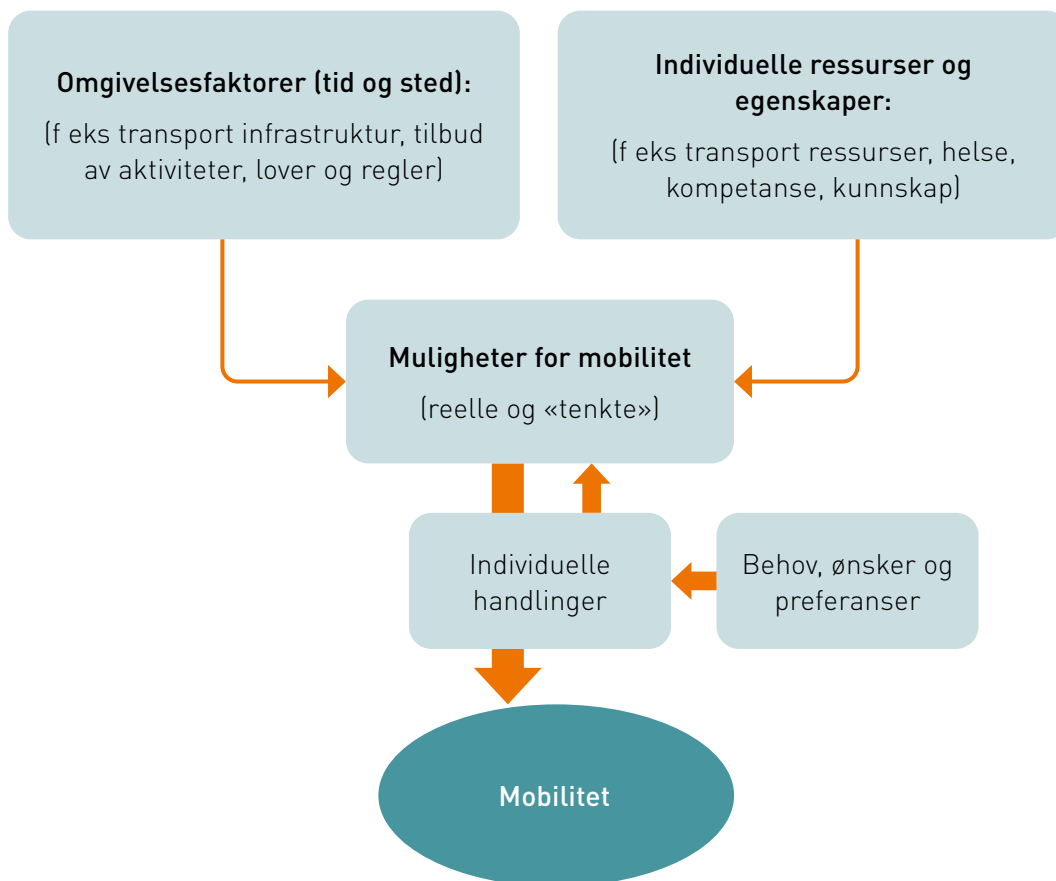 Omgivelsesfaktorer (tid og sted):
(f eks transport infrastruktur, tilbud
av aktiviteter, lover og regler)
Individuelle ressurser og
egenskaper:
(f eks transport ressurser, helse,
kompetanse, kunnskap)
Muligheter for mobilitet
(reelle og «tenkte»)
Individuelle
handlinger
Behov, ønsker og
preferanser
Mobilitet